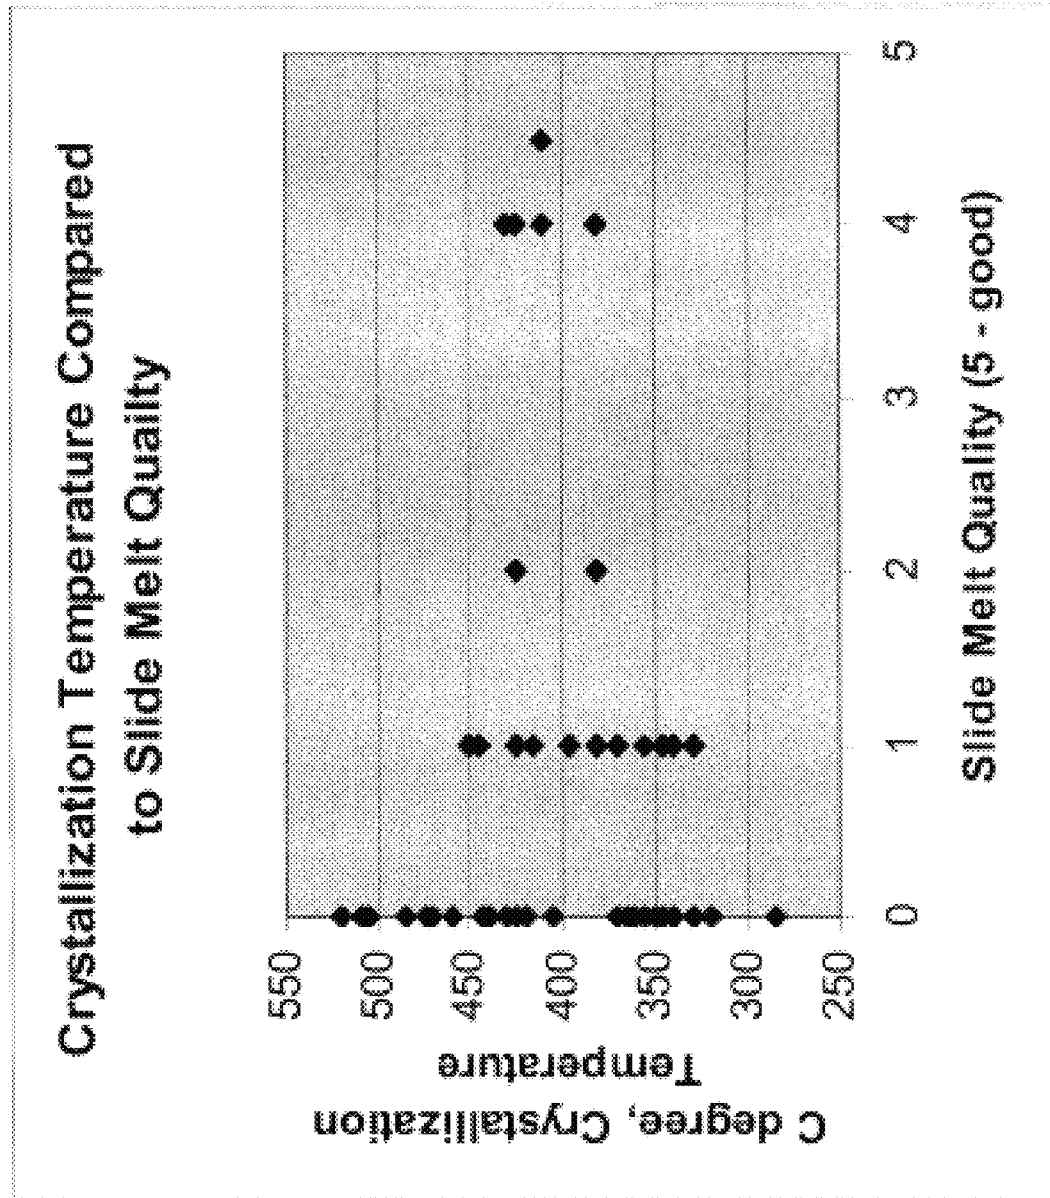 Crystallization Temperature Compared
to Slide Melt Quailty
C degree, Crystallization
Temperature
550
500
450
400
350
300
250
0
1
2
3
4
5
Slide Melt Quality (5 - good)